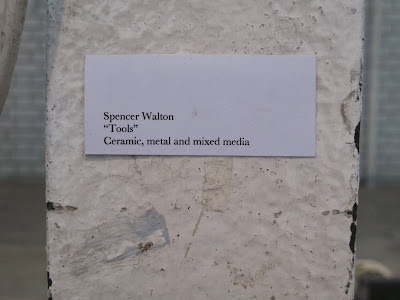 Spencer Walton
“Tools”
Ceramic, metal and mixed media